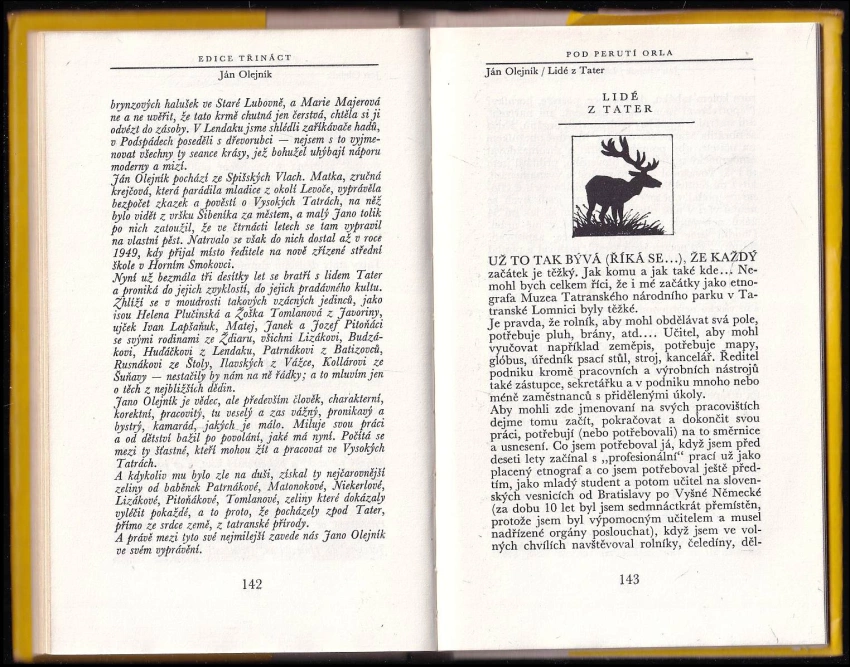 EDICE TŘINÁCT
Ján Olejník
brynzových halušek ve Staré Lubovně, a Marie Majerová
ne a ne uvěřit, že tato krmě chutná jen čerstvá, chtěla si ji
odvézt do zásoby. V Lendaku jsme shlédli zaříkávače hadů,
v Podspádech poseděli s dřevorubci — nejsem s to vyjme-
novat všechny ty seance krásy, jež bohužel uhýbají náporu
moderny a mizí.
Ján Olejník pochází ze Spišských Vlach. Matka, zručná
krejčová, která parádila mladice z okolí Levoče, vyprávěla
bezpočet zkazek a pověstí o Vysokých Tatrách, na něž
bylo vidět z vršku Šibeníka za městem, a malý Jano tolik
po nich zatoužil, že ve čtrnácti letech se tam vypravil
na vlastní pěst. Natrvalo se však do nich dostal až v roce
1949, kdy přijal místo ředitele na nově zřízené střední
škole v Horním Smokovci.
Nyní už bezmála tři desítky let se bratří s lidem Tater
a proniká do jejich zvyklostí, do jejich pradávného kultu.
Zhlíží se v moudrosti takových vzácných jedinců, jako
jsou Helena Plučinská a Žoška Tomlanová z Javoriny,
ujček Ivan Lapšaňuk, Matej, Janek a Jozef Pitoňáci
se svými rodinami ze Ždiaru, všichni Lizákovi, Budzá-
kovi, Huďáčkovi z Lendaku, Patrnákovi z Batizovců,
Rusnákovi ze Štoly, Ilavských z Vážce, Kollárovi ze
Šuňavy — nestačily by nám na ně řádky; a to mluvím jen
o těch z nejbližších dědin.
Jano Olejník je vědec, ale především člověk, charakterní,
korektní, pracovitý, tu veselý a zas vážný, pronikavý a
bystrý, kamarád, jakých je málo. Miluje svou práci
a od dětství bažil po povolání, jaké má nyní. Počítá se
mezi ty šťastné, kteří mohou žít a pracovat ve Vysokých
Tatrách.
A kdykoliv mu bylo zle na duši, získal ty nejčarovnější
zeliny od baběnek Patrnákové, Matonokové, Niekerlové,
Lizákové, Pitoňákové, Tomlanové, zeliny které dokázaly
vyléčit pokaždé, a to proto, že pocházely zpod Tater,
přímo ze srdce země, z tatranské přírody.
A právě mezi tyto své nejmilejší zavede nás Jano Olejník
ve svém vyprávění.
142
POD PERUTÍ ORLA
Ján Olejník / Lidé z Tater
LIDÉ
Z TATER
UŽ TO TAK BÝVÁ (ŘÍKÁ SE...), ŽE KAŽDÝ
začátek je těžký. Jak komu a jak také kde... Ne-
mohl bych celkem říci, že i mé začátky jako etno-
grafa Muzea Tatranského národního parku v Ta-
transké Lomnici byly těžké.
Je pravda, že rolník, aby mohl obdělávat svá pole,
potřebuje pluh, brány, atd.... Učitel, aby mohl
vyučovat například zeměpis, potřebuje mapy,
glóbus, úředník psací stůl, stroj, kancelář. Ředitel
podniku kromě pracovních a výrobních nástrojů
také zástupce, sekretářku a v podniku mnoho nebo
méně zaměstnanců s přidělenými úkoly.
Aby mohli zde jmenovaní na svých pracovištích
dejme tomu začít, pokračovat a dokončit svou
práci, potřebují (nebo potřebovali) na to směrnice
a usnesení. Co jsem potřeboval já, když jsem před
deseti lety začínal s „profesionální“ prací už jako
placený etnograf a co jsem potřeboval ještě před-
tím, jako mladý student a potom učitel na sloven-
ských vesnicích od Bratislavy po Vyšné Německé
(za dobu 10 let byl jsem sedmnáctkrát přemístěn,
protože jsem byl výpomocným učitelem a musel
nadřízené orgány poslouchat), když jsem ve vol-
ných chvílích navštěvoval rolníky, čeledíny, děl-
143